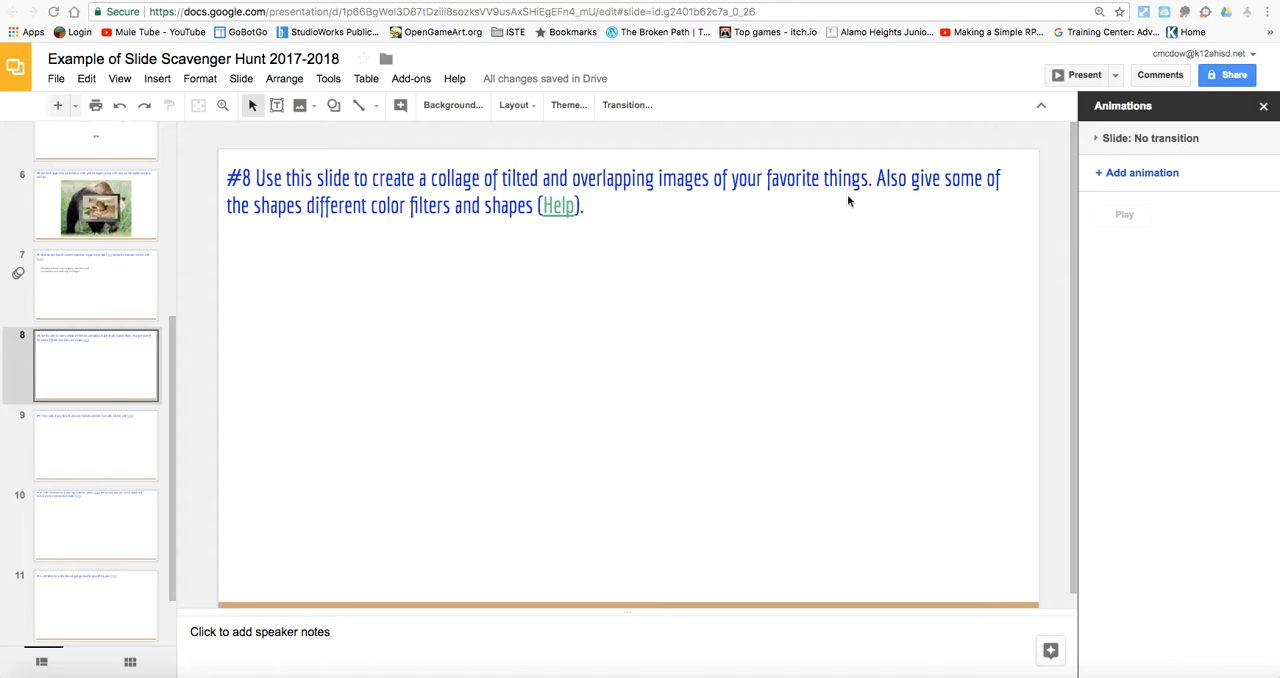 Secure https://docs.google.com/presentation/d/1p66BgWol3D87tDziil8sozksVV9usAxSHiEgEFn4_mU/edit#slide=id.g2401b62c7a_0_26
Apps Login Mule Tube - YouTube GoBotGo StudioWorks Public... OpenGameArt.org ISTE Bookmarks The Broken Path | T... Top games - itch.io Alamo Heights Junio... Making a Simple RP... Training Center: Adv... Home »
Example of Slide Scavenger Hunt 2017-2018
cmcdow@k12ahisd.net
File Edit View Insert Format Slide Arrange Tools Table Add-ons Help All changes saved in Drive
Present Comments Share
Background... Layout Theme... Transition...
Animations
Slide: No transition
+ Add animation
Play
6
7
8
9
10
11
#8 Use this slide to create a collage of tilted and overlapping images of your favorite things. Also give some of
the shapes different color filters and shapes (Help).
Click to add speaker notes